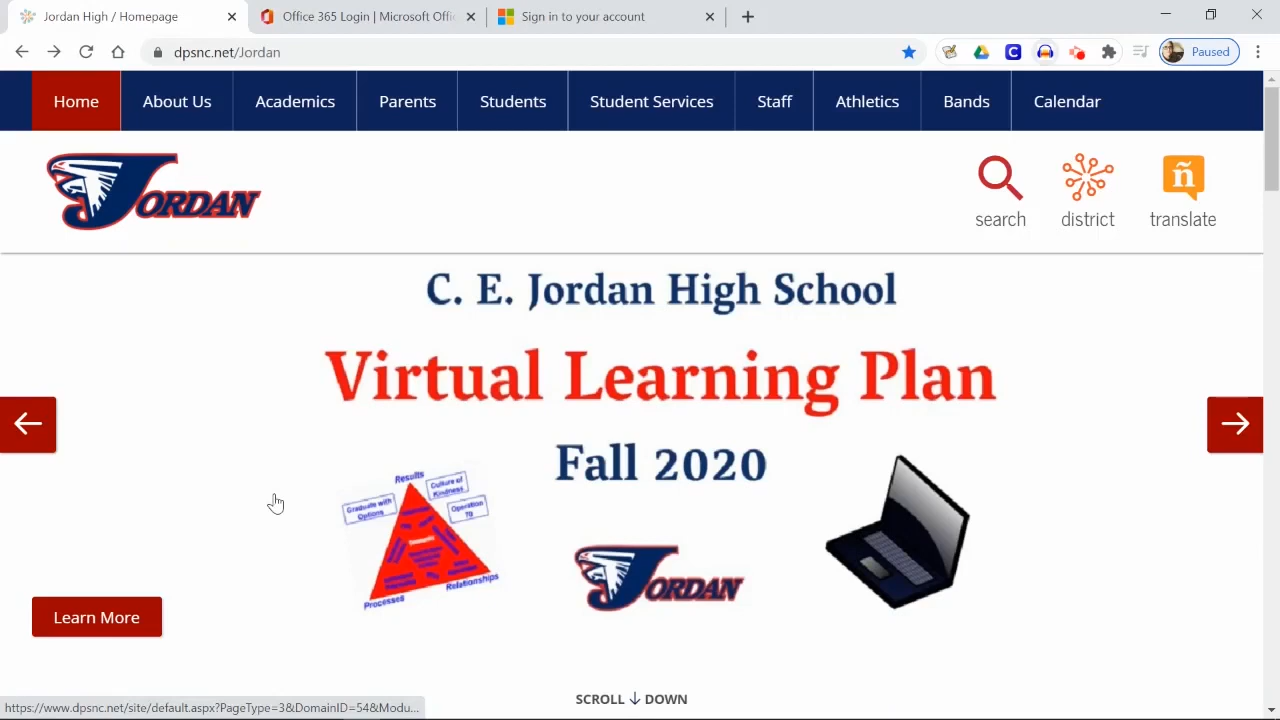 Jordan High / Homepage
Office 365 Login | Microsoft Offi
Sign in to your account
dpsnc.net/Jordan
Paused
Home
About Us
Academics
Parents
Students
Student Services
Staff
Athletics
Bands
Calendar
JORDAN
search
district
ñ
translate
C. E. Jordan High School
Virtual Learning Plan
Fall 2020
Results
Culture of
Kindness
Graduate with
Options
Operation
TO
Processes
Relationships
JORDAN
Learn More
SCROLL ↓ DOWN
https://www.dpsnc.net/site/default.aspx?PageType=3&DomainID=54&Modu...